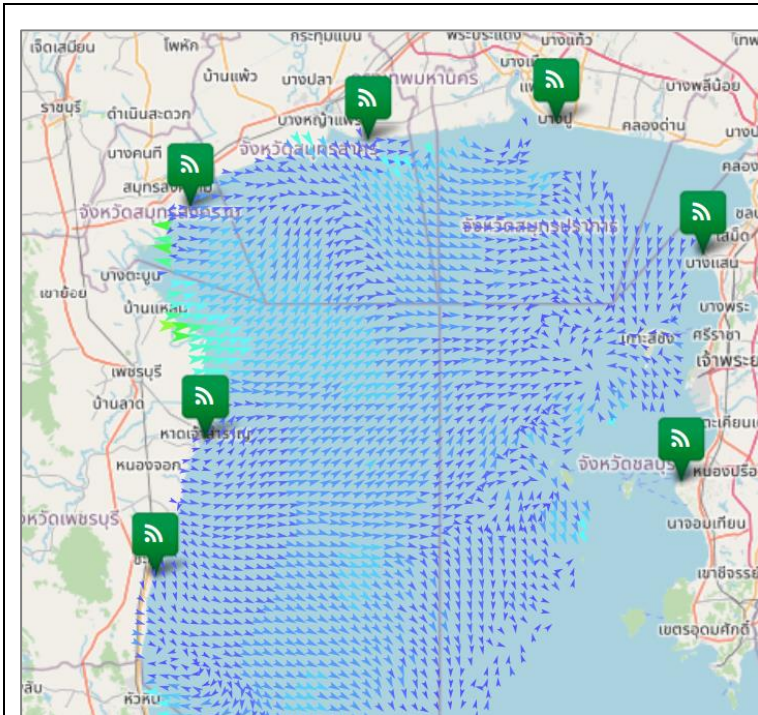 กระทุ่มแบน
พระประแดง
บางแก้ว
เจ็ดเสมียน
โพหัก
บ้านแพ้ว
บางปลา
กรุงเทพมหานคร
บางพลีน้อย
ราชบุรี
ดำเนินสะดวก
บางหญ้าแพรก
บางปู
คลองด่าน
บางคนที
จังหวัดสมุทรสาคร
จังหวัดสมุทรสงคราม
จังหวัดสมุทรปราการ
เสม็ด
บางแสน
บางตะบูน
เขาย้อย
บ้านแหลม
บางพระ
เกาะสีชัง
ศรีราชา
เพชรบุรี
เจ้าพระยา
บ้านลาด
หาดเจ้าสำราญ
หนองจอก
จังหวัดชลบุรี
หนองปรือ
จังหวัดเพชรบุรี
นาจอมเทียน
เขาชีจรรย์
เขตรอุดมศักดิ์
หัวหิน